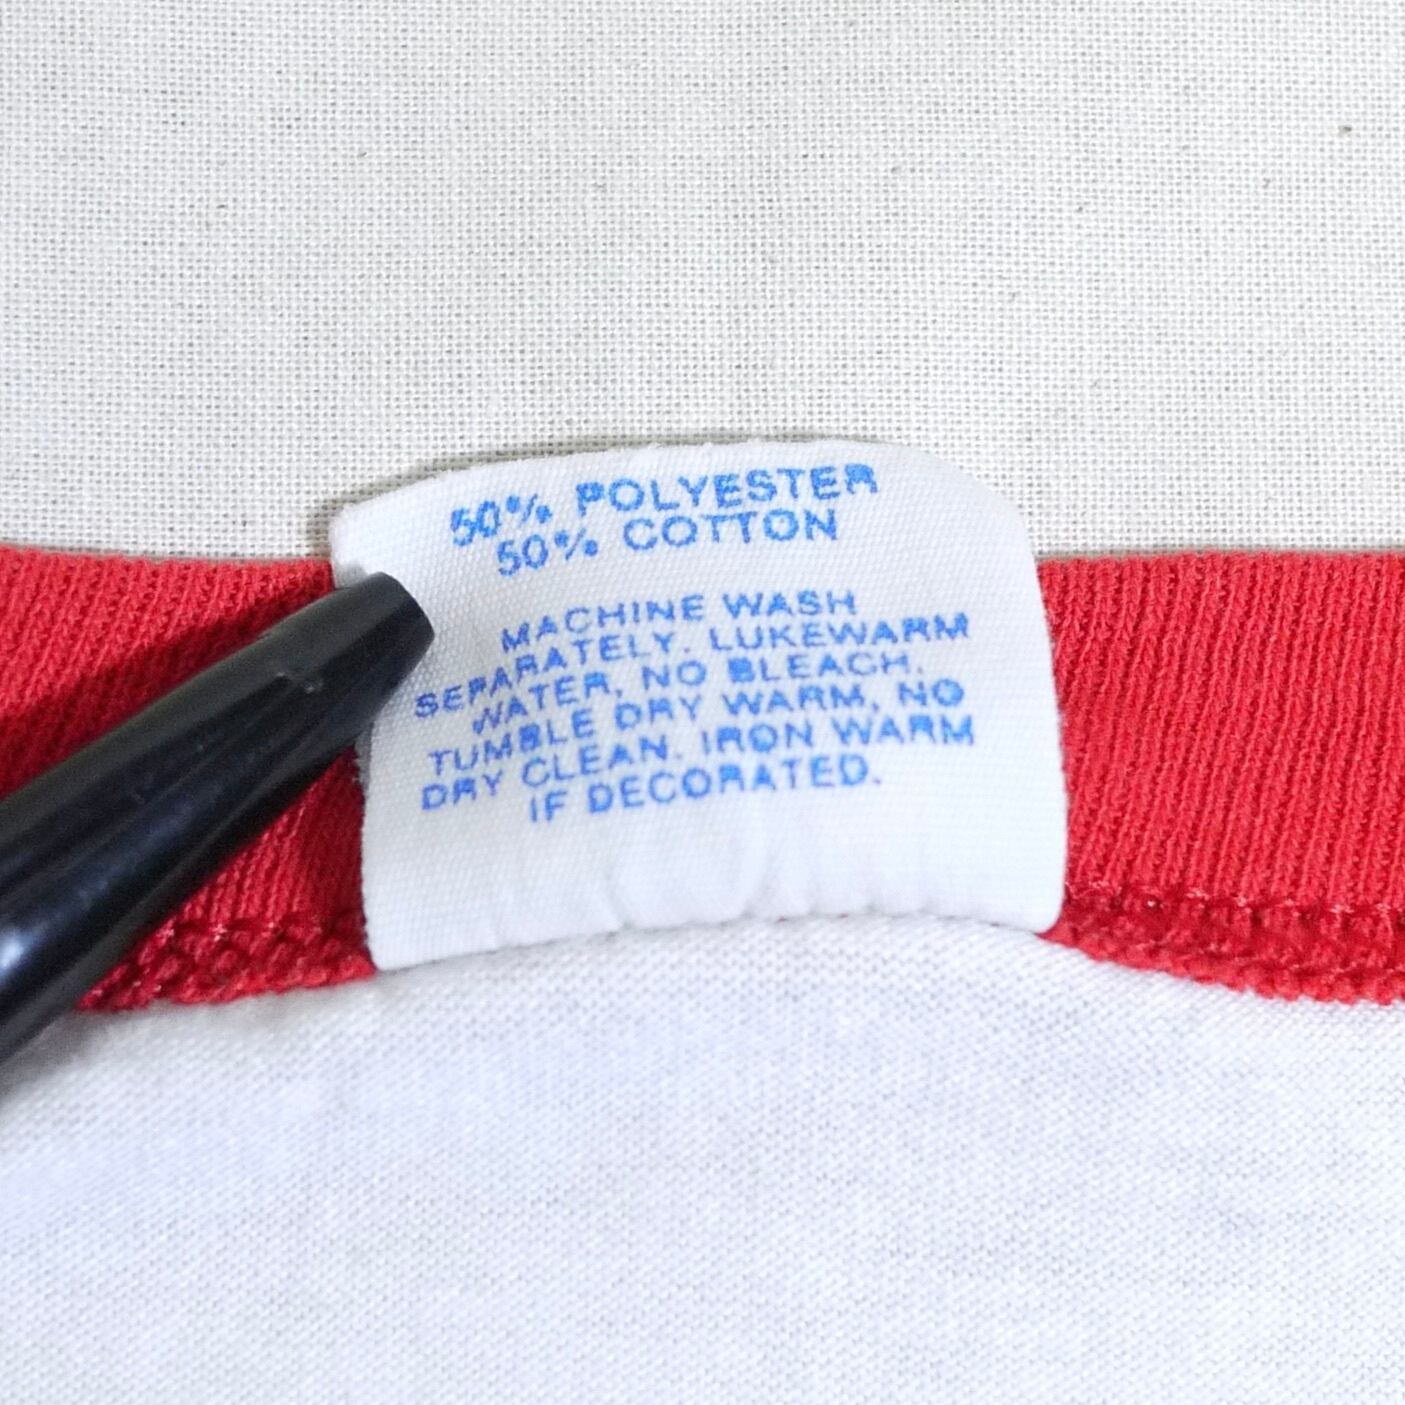 50% POLYESTER
50% COTTON
MACHINE WASH
SEPARATELY. LUKEWARM
WATER, NO BLEACH.
TUMBLE DRY WARM, NO
DRY CLEAN. IRON WARM
IF DECORATED.